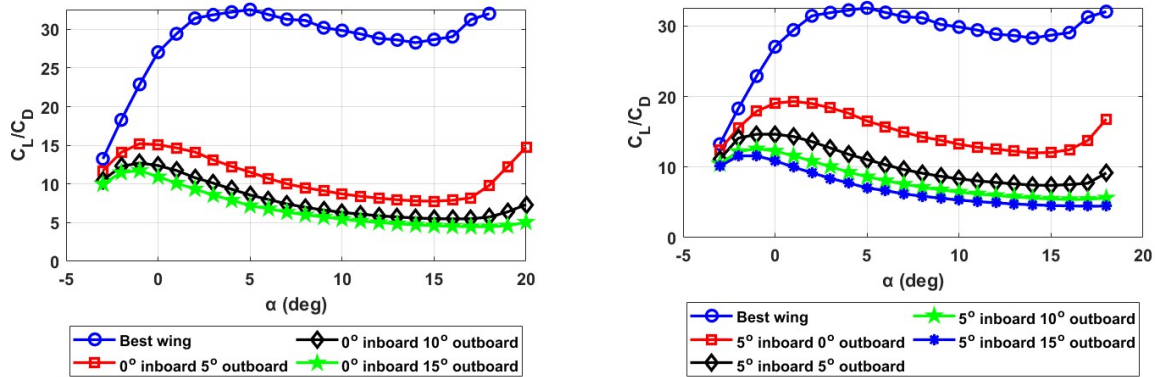 C_L/C_D
30
25
20
15
10
5
0
-5 0 5 10 15 20
α (deg)
Best wing
0° inboard 5° outboard
0° inboard 10° outboard
0° inboard 15° outboard
C_L/C_D
30
20
10
0
-5 0 5 10 15 20
α (deg)
Best wing
5° inboard 0° outboard
5° inboard 5° outboard
5° inboard 10° outboard
5° inboard 15° outboard